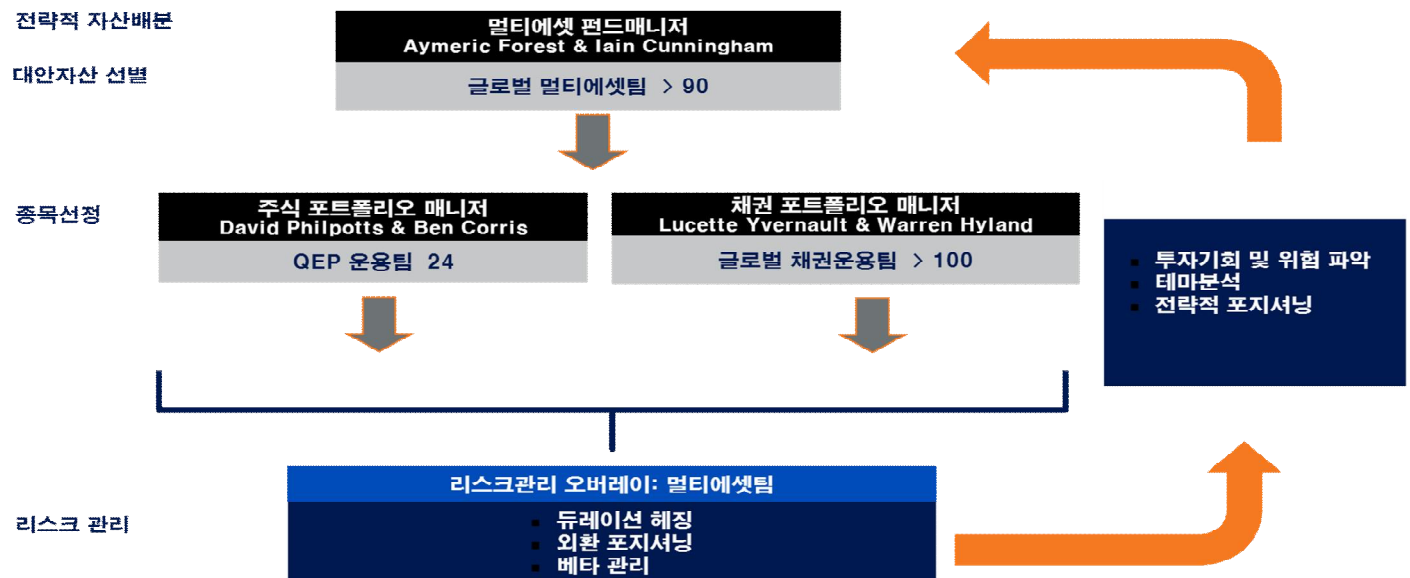 전략적 자산배분
대안자산 선별
멀티에셋 펀드매니저
Aymeric Forest & Iain Cunningham
글로벌 멀티에셋팀 > 90
종목선정
주식 포트폴리오 매니저
David Philpotts & Ben Corris
QEP 운용팀 24
채권 포트폴리오 매니저
Lucette Yvernault & Warren Hyland
글로벌 채권운용팀 > 100
▪ 투자기회 및 위험 파악
▪ 테마분석
▪ 전략적 포지셔닝
리스크 관리
리스크관리 오버레이: 멀티에셋팀
▪ 듀레이션 헤징
▪ 외환 포지셔닝
▪ 베타 관리